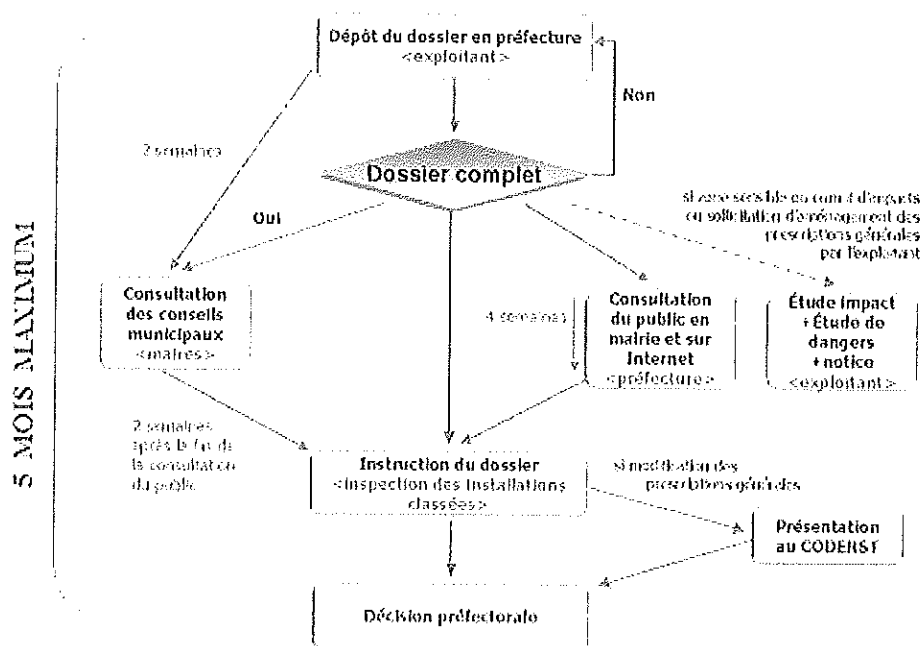 Dépôt du dossier en préfecture
<exploitant>
Non
2 semaines
Dossier complet
Oui
si zone sensible ou cumul d'impacts
ou sollicitation d'aménagement des
prescriptions générales
par l'exploitant
5 MOIS MAXIMUM
Consultation
des conseils
municipaux
<maires>
4 semaines
Consultation
du public en
mairie et sur
Internet
<préfecture>
Étude impact
+Étude de
dangers
+notice
<exploitant>
2 semaines
après la fin de
la consultation
du public
Instruction du dossier
<inspection des installations
classées>
si modification des
prescriptions générales
Présentation
au CODERST
Décision préfectorale